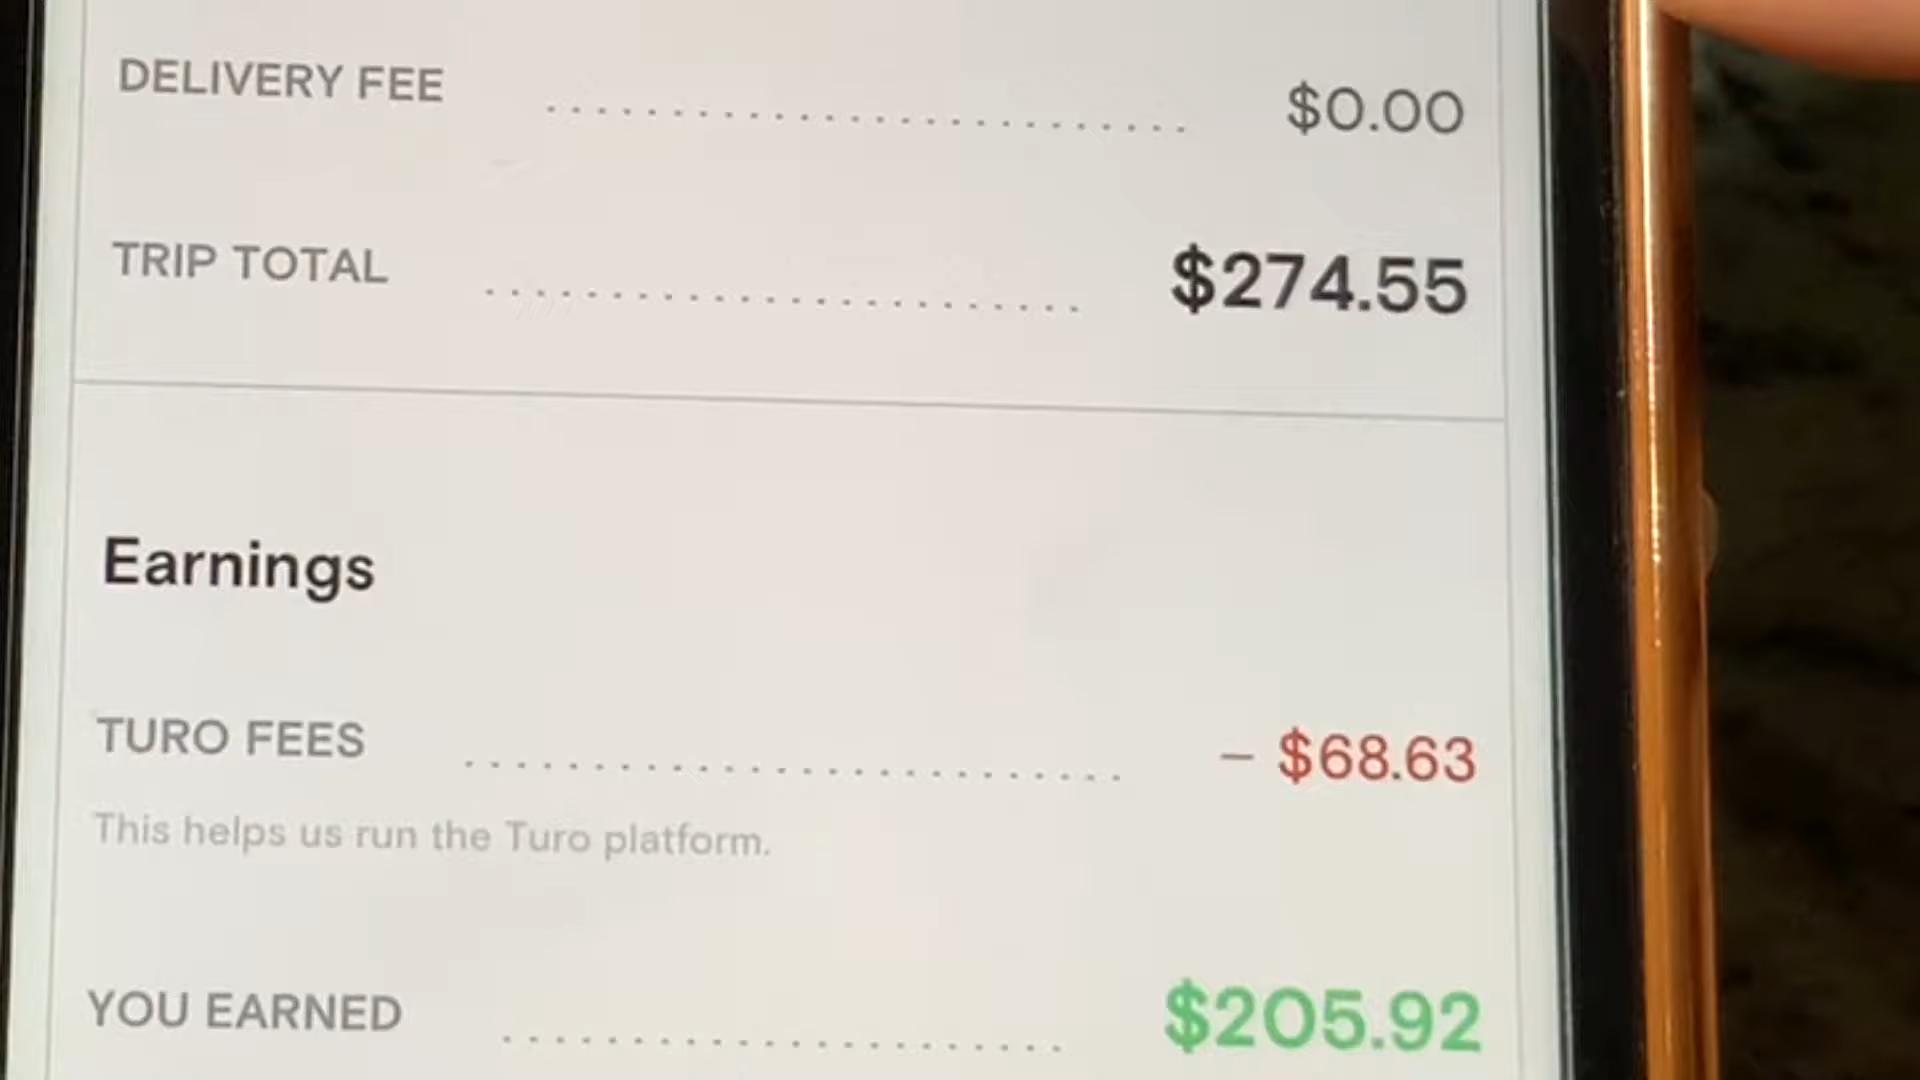 DELIVERY FEE $0.00
TRIP TOTAL $274.55
Earnings
TURO FEES – $68.63
This helps us run the Turo platform.
YOU EARNED $205.92